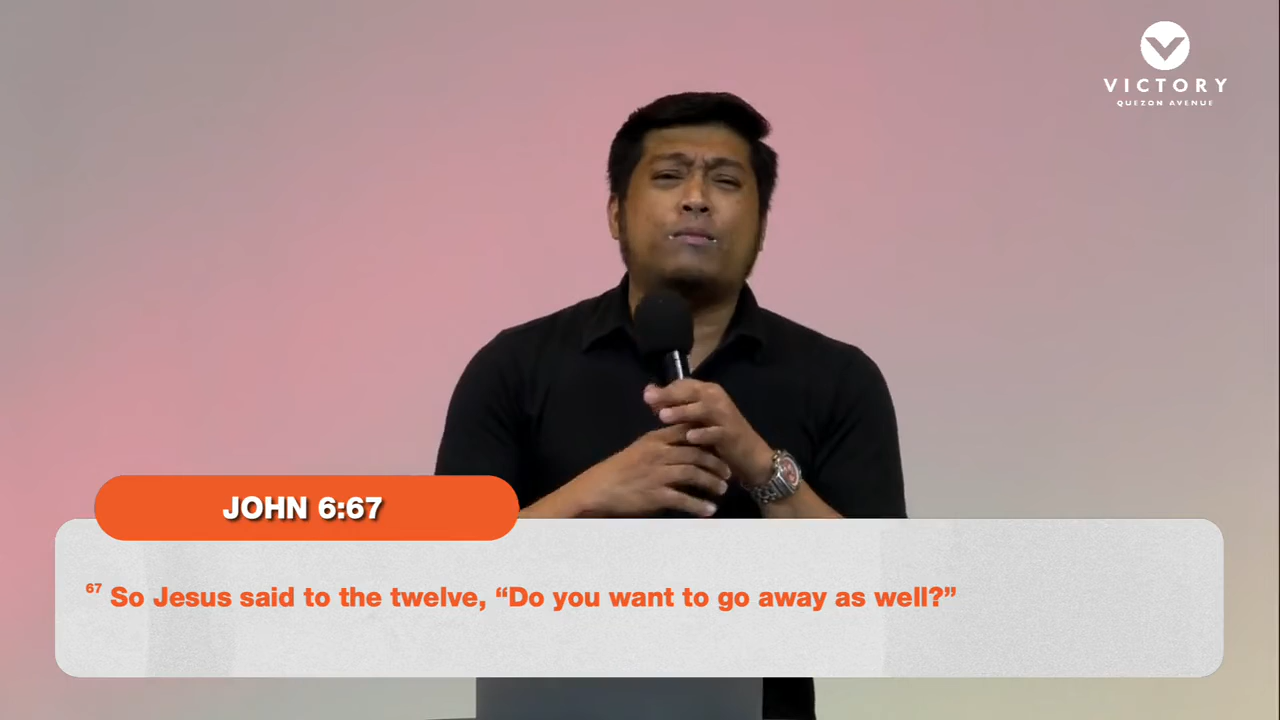 VICTORY
QUEZON AVENUE
JOHN 6:67
67 So Jesus said to the twelve, “Do you want to go away as well?”